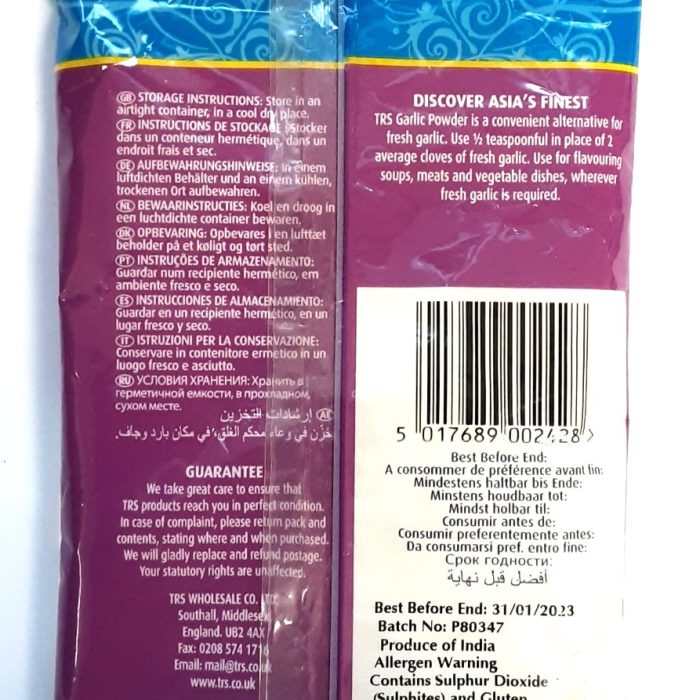 GB STORAGE INSTRUCTIONS: Store in an
airtight container, in a cool dry place.
FR INSTRUCTIONS DE STOCKAGE: Stocker
dans un conteneur hermétique, dans un
endroit frais et sec.
DE AUFBEWAHRUNGSHINWEISE: In einem
luftdichten Behälter und an einem kühlen,
trockenen Ort aufbewahren.
NL BEWAARINSTRUCTIES: Koel en droog in
een luchtdichte container bewaren.
DK OPBEVARING: Opbevares i en lufttæt
beholder på et køligt og tørt sted.
PT INSTRUÇÕES DE ARMAZENAMENTO:
Guardar num recipiente hermético, em
ambiente fresco e seco.
ES INSTRUCCIONES DE ALMACENAMIENTO:
Guardar en un recipiente hermético, en un
lugar fresco y seco.
IT ISTRUZIONI PER LA CONSERVAZIONE:
Conservare in contenitore ermetico in un
luogo fresco e asciutto.
RU УСЛОВИЯ ХРАНЕНИЯ: Хранить в
герметичной емкости, в прохладном,
сухом месте.
AE إرشادات التخزين
خزّن في وعاء محكم الغلق، في مكان بارد وجاف.
GUARANTEE
We take great care to ensure that
TRS products reach you in perfect condition.
In case of complaint, please return pack and
contents, stating where and when purchased.
We will gladly replace and refund postage.
Your statutory rights are unaffected.
TRS WHOLESALE CO. LTD
Southall, Middlesex
England. UB2 4AX
Fax: 0208 574 171
Email: mail@trs.co.uk
www.trs.co.uk
DISCOVER ASIA'S FINEST
TRS Garlic Powder is a convenient alternative for
fresh garlic. Use ½ teaspoonful in place of 2
average cloves of fresh garlic. Use for flavouring
soups, meats and vegetable dishes, wherever
fresh garlic is required.
5 017689 002428 >
Best Before End:
A consommer de préférence avant fin:
Mindestens haltbar bis Ende:
Minstens houdbaar tot:
Mindst holbar til:
Consumir antes de:
Consumir preferentemente antes:
Da consumarsi pref. entro fine:
Срок годности:
أفضل قبل نهاية
Best Before End: 31/01/2023
Batch No: P80347
Produce of India
Allergen Warning
Contains Sulphur Dioxide
(Sulphites) and Gluten